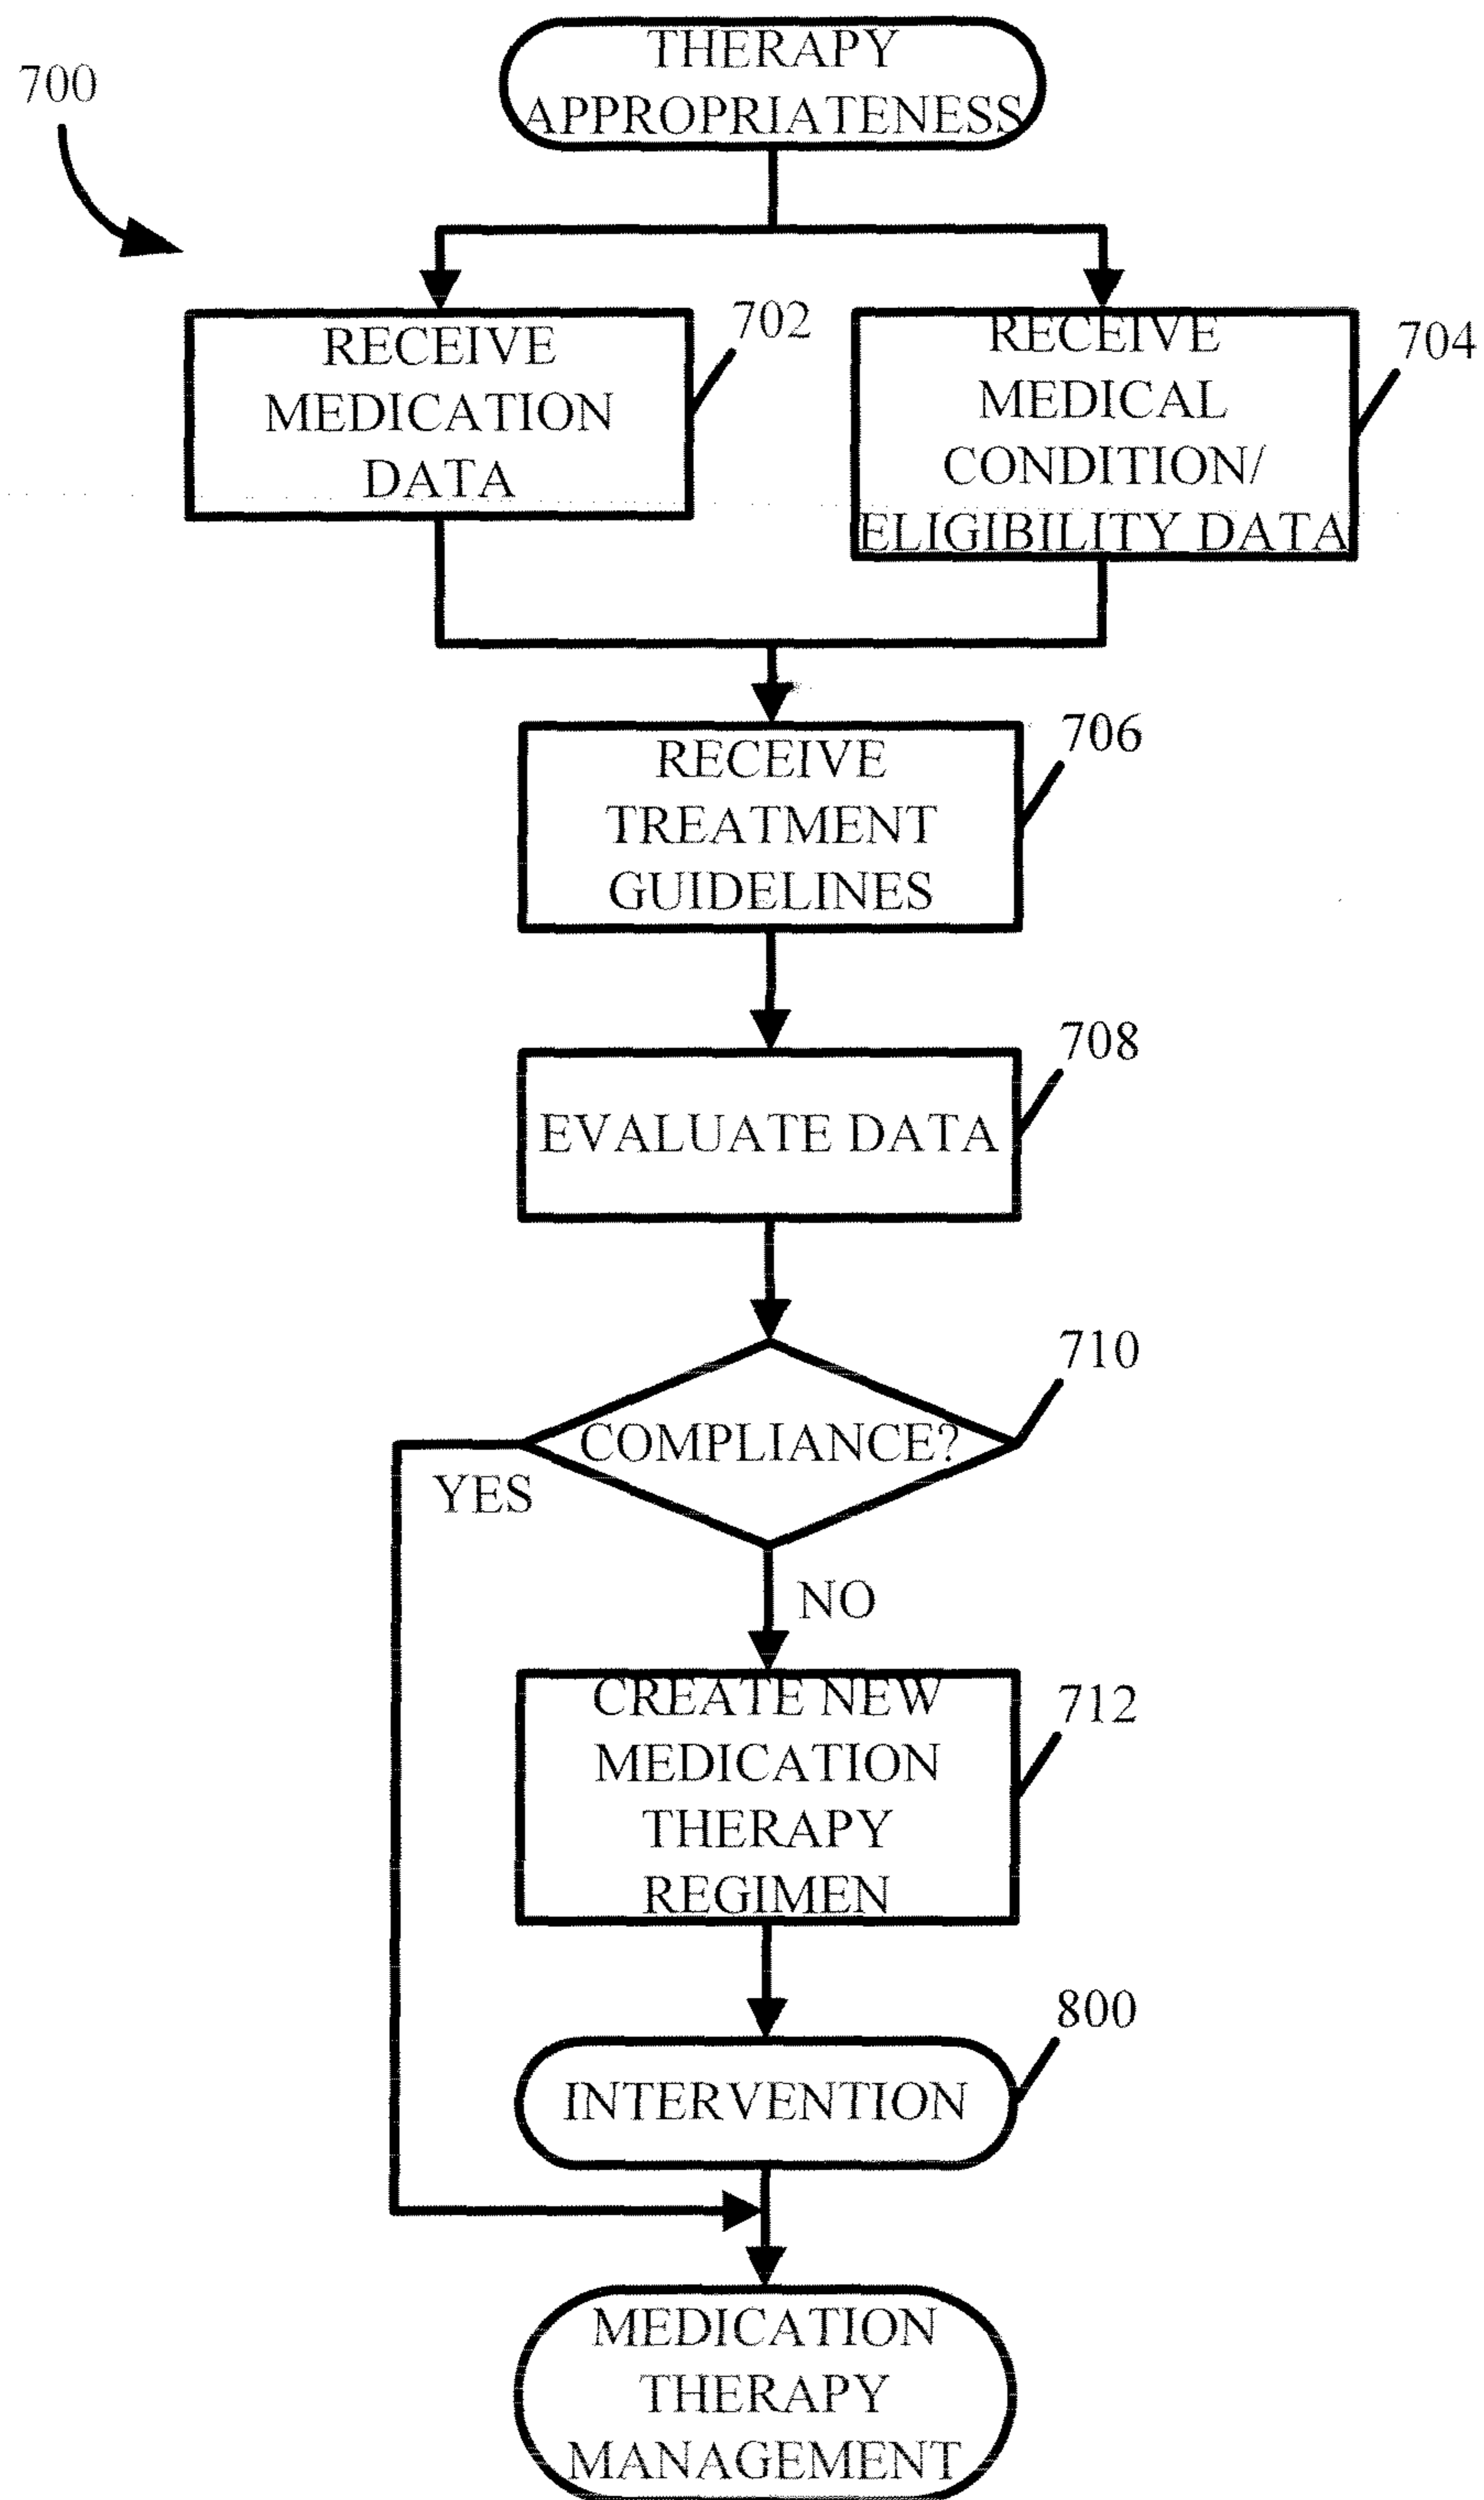 THERAPY
APPROPRIATENESS
700
RECEIVE
MEDICATION
DATA
702
RECEIVE
MEDICAL
CONDITION/
ELIGIBILITY DATA
704
RECEIVE
TREATMENT
GUIDELINES
706
EVALUATE DATA
708
COMPLIANCE?
710
YES
NO
CREATE NEW
MEDICATION
THERAPY
REGIMEN
712
INTERVENTION
800
MEDICATION
THERAPY
MANAGEMENT